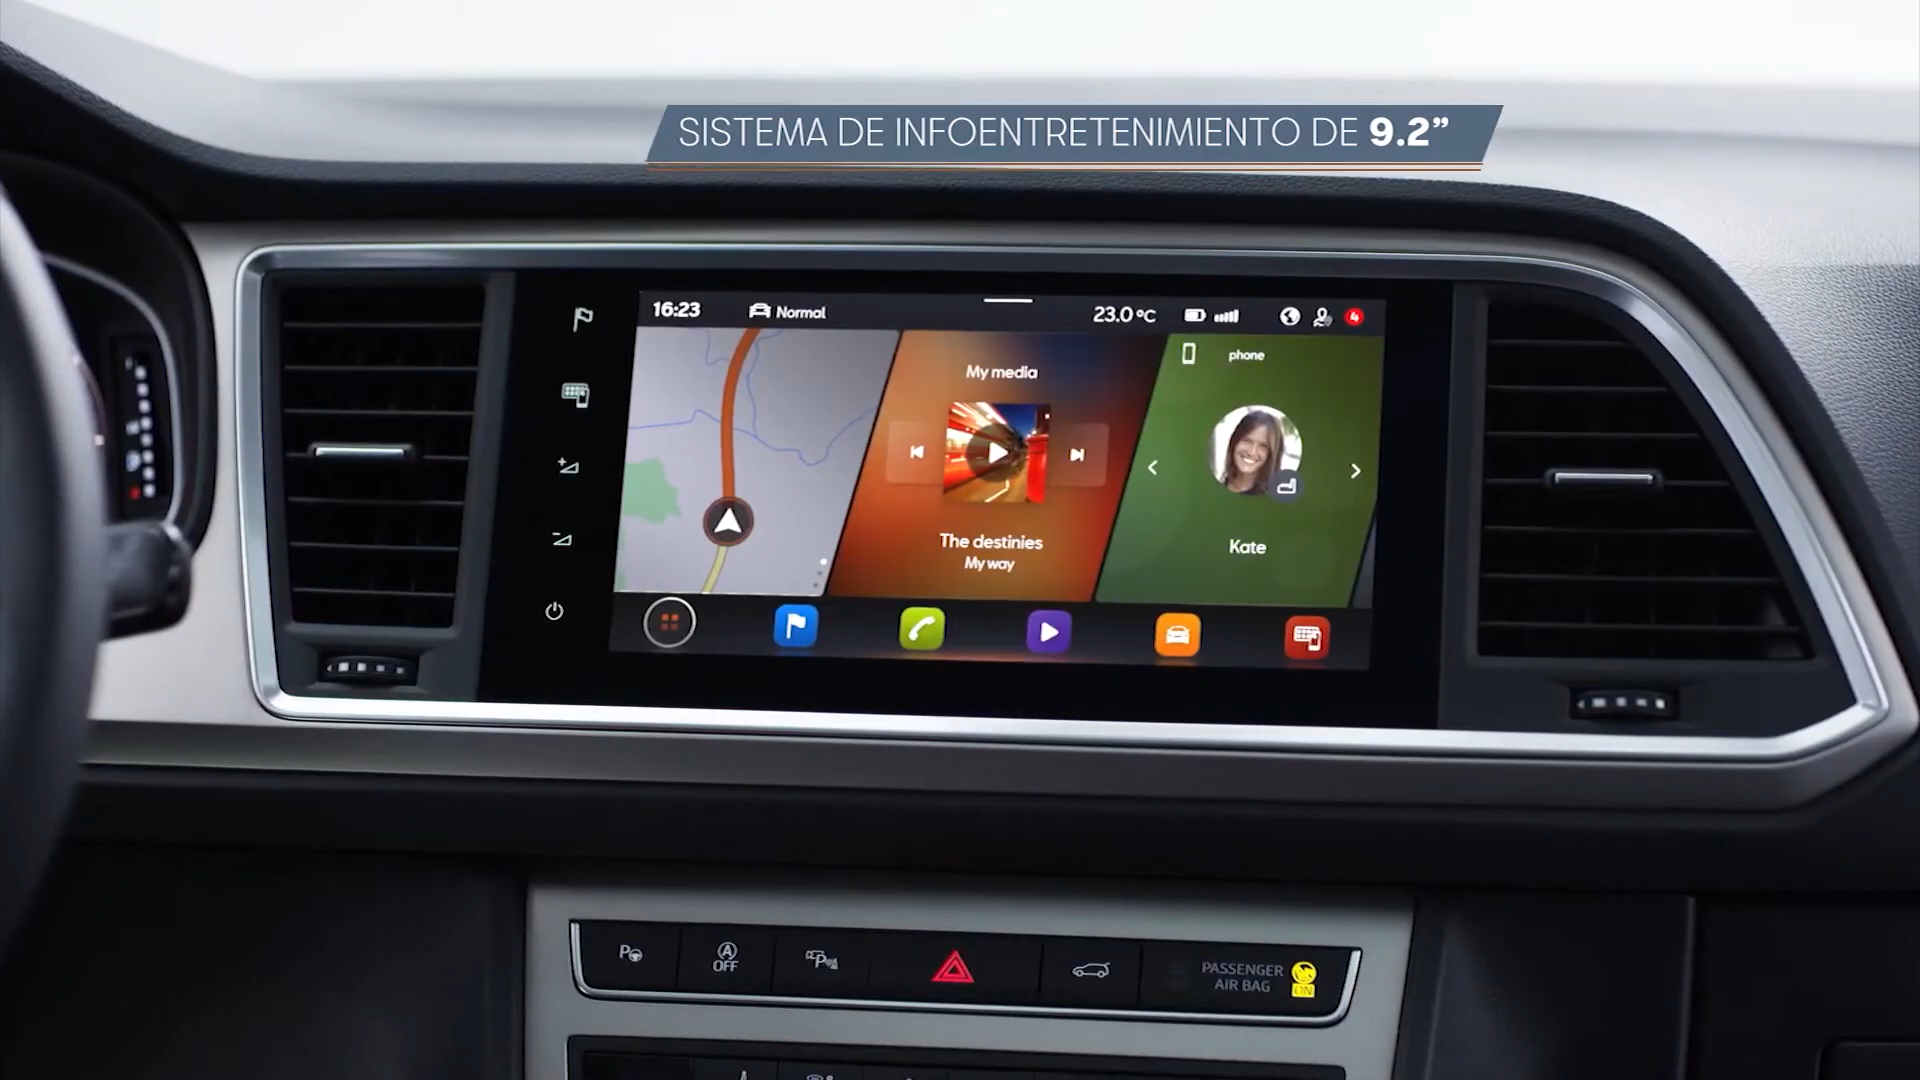 SISTEMA DE INFOENTRETENIMIENTO DE 9.2”
16:23
Normal
23.0 °C
4
phone
My media
The destinies
My way
Kate
P
A
OFF
P
PASSENGER
AIR BAG
ON